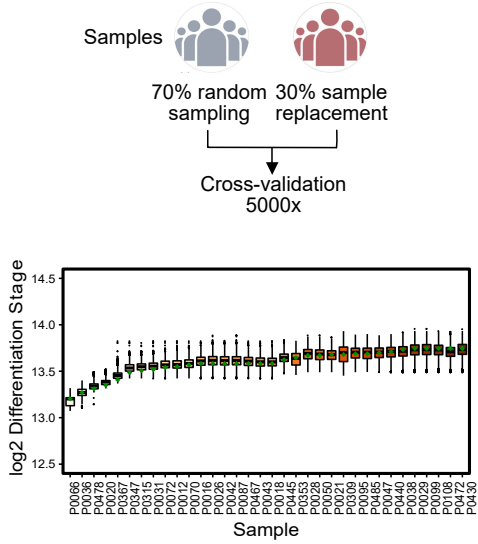 Samples
70% random 30% sample
sampling replacement
Cross-validation
5000x
log2 Differentiation Stage
14.5
14.0
13.5
13.0
12.5
P0066
P0036
P0478
P0020
P0367
P0347
P0315
P0031
P0072
P0012
P0070
P0016
P0026
P0042
P0087
P0467
P0043
P0018
P0445
P0353
P0028
P0050
P0021
P0309
P0095
P0485
P0047
P0440
P0038
P0029
P0099
P0108
P0472
P0430
Sample